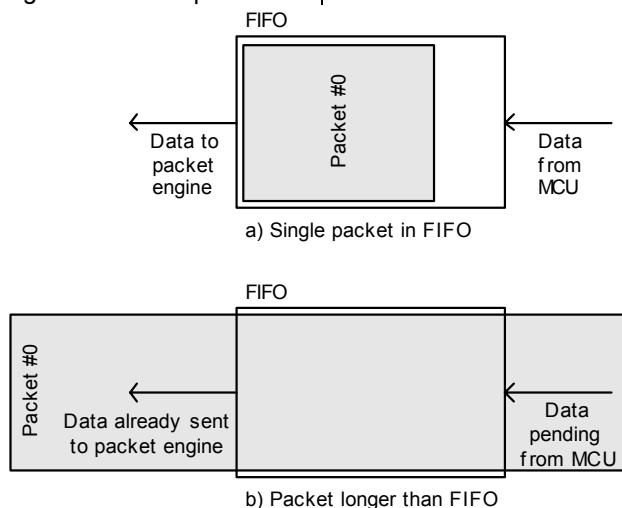 FIFO
Packet #0
Data to
packet
engine
Data
from
MCU
a) Single packet in FIFO
FIFO
Packet #0
Data already sent
to packet engine
Data
pending
from MCU
b) Packet longer than FIFO